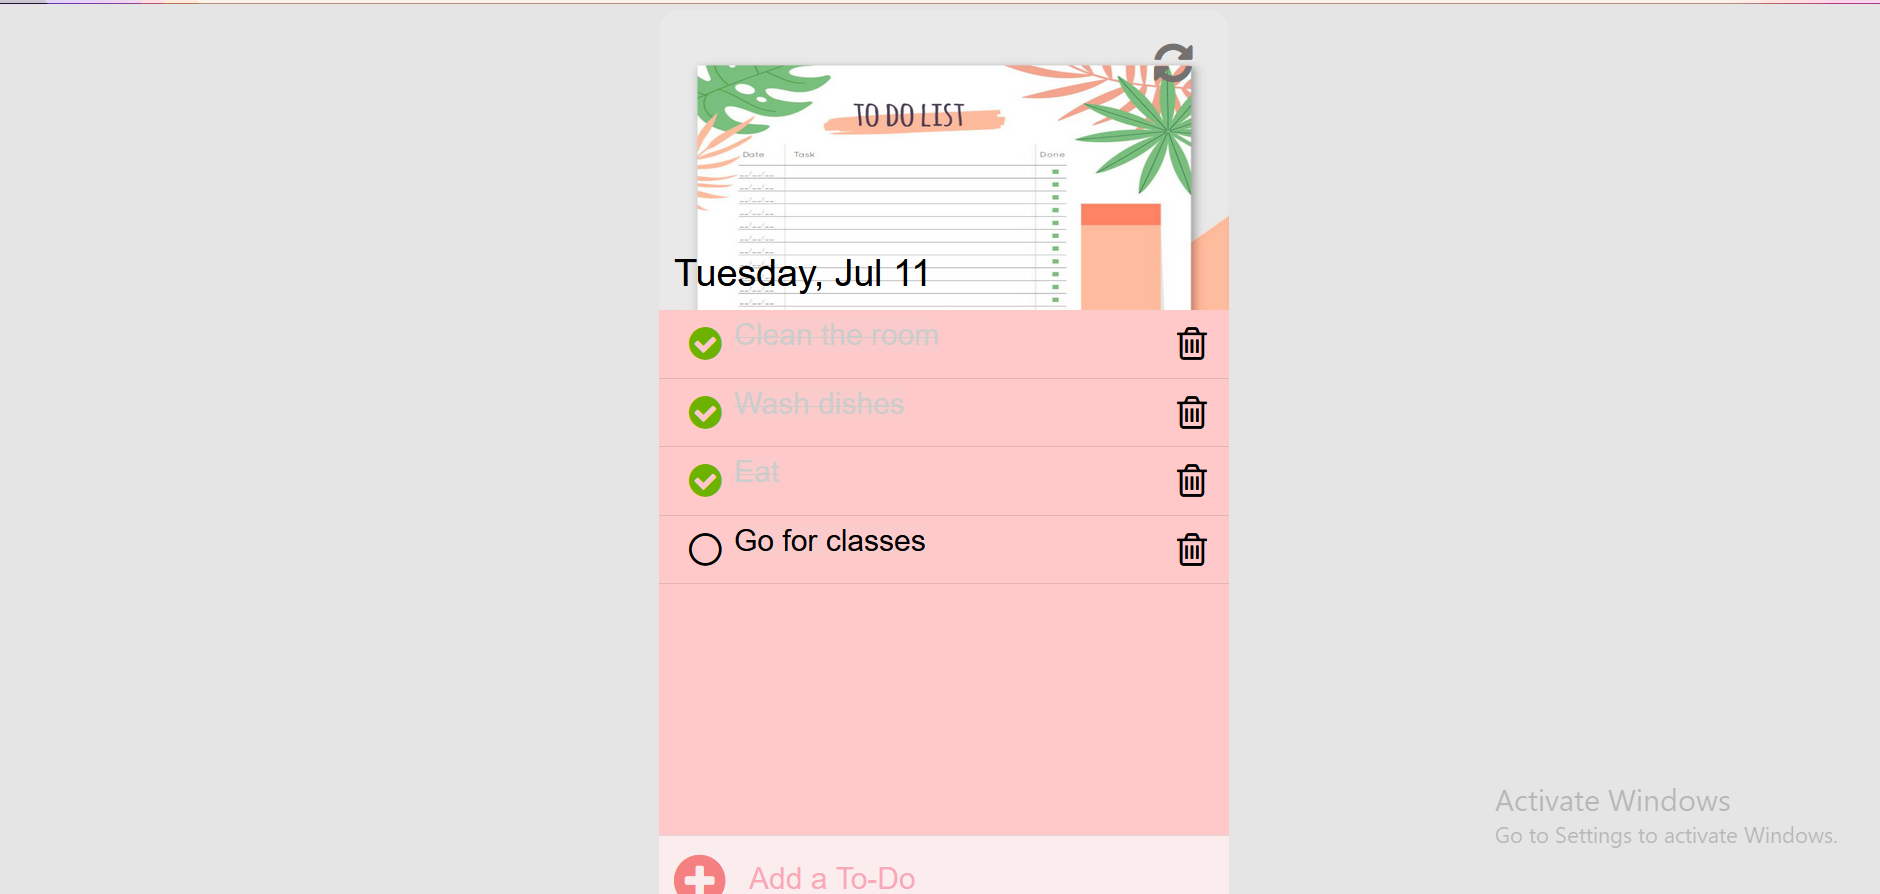 TO DO LIST
Date Task Done
Tuesday, Jul 11
Clean the room
Wash dishes
Eat
Go for classes
Add a To-Do
Activate Windows
Go to Settings to activate Windows.